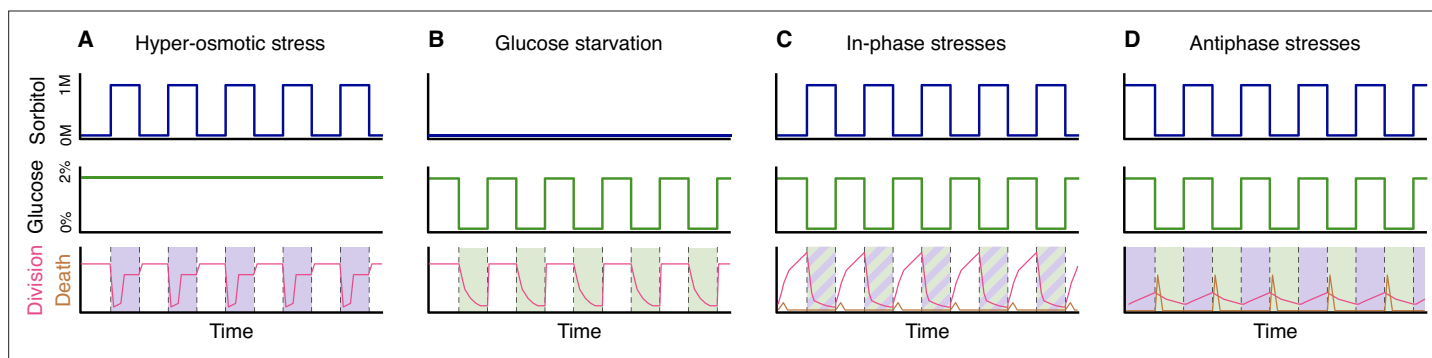 A Hyper-osmotic stress
B Glucose starvation
C In-phase stresses
D Antiphase stresses
Sorbitol
1M
0M
Glucose
2%
0%
Division
Death
Time
Time
Time
Time